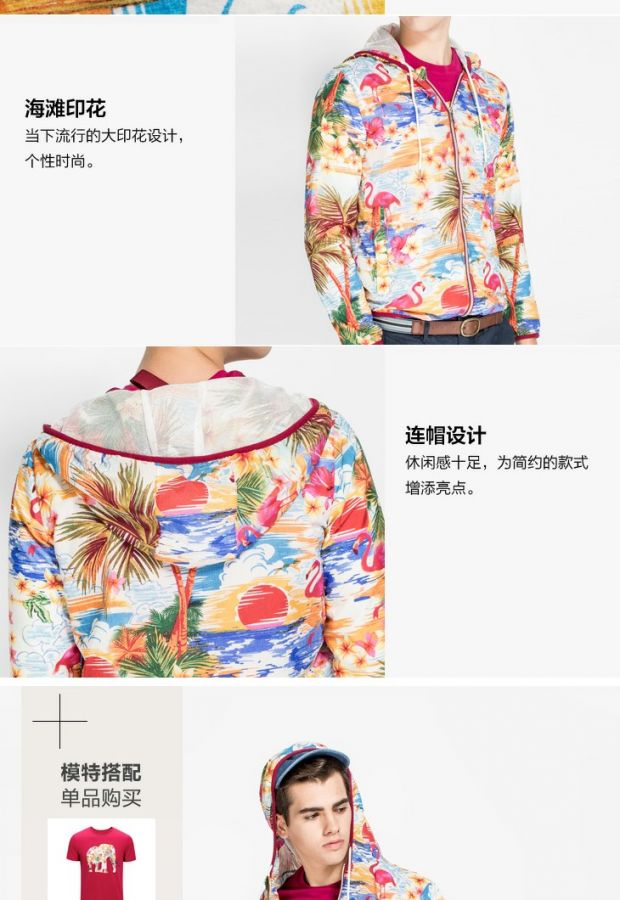 海滩印花
当下流行的大印花设计，
个性时尚。
连帽设计
休闲感十足，为简约的款式
增添亮点。
模特搭配
单品购买